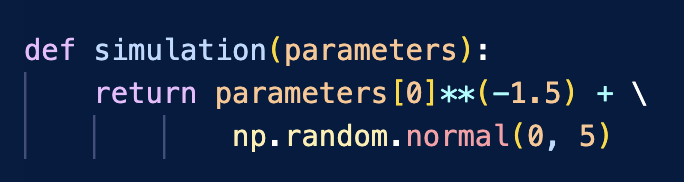 def simulation(parameters):
    return parameters[0]**(-1.5) + \
            np.random.normal(0, 5)